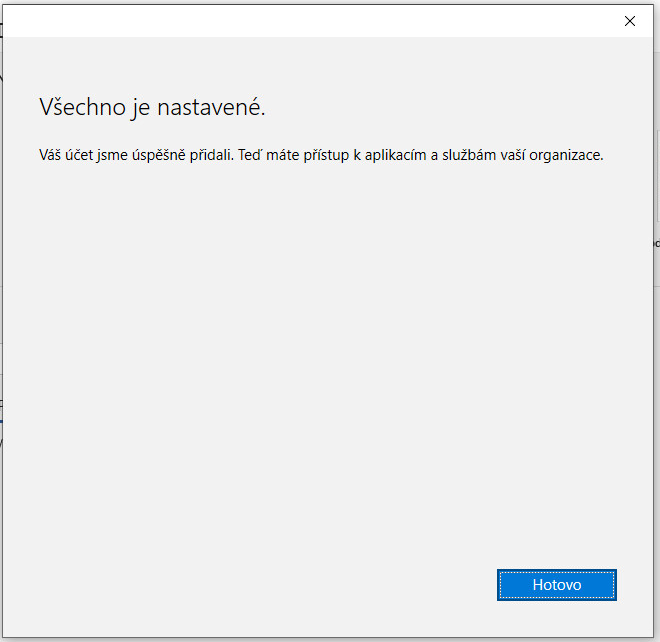 Všechno je nastavené.
Váš účet jsme úspěšně přidali. Teď máte přístup k aplikacím a službám vaší organizace.
Hotovo